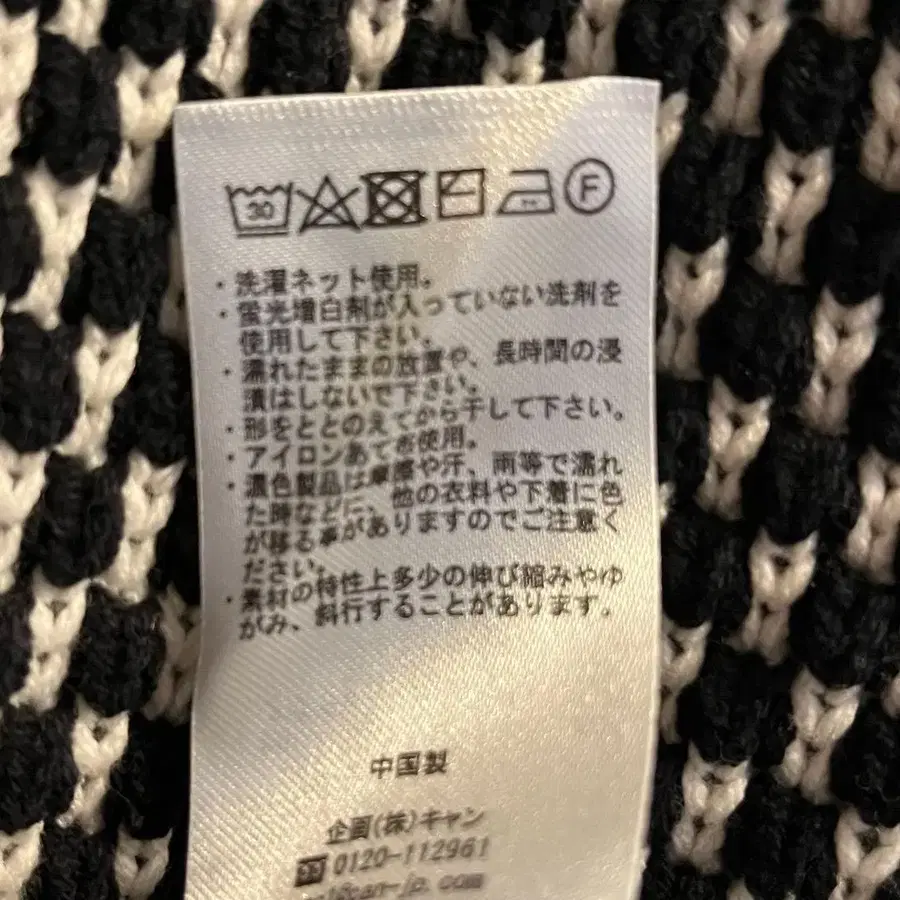 30 F
・洗濯ネット使用。
・蛍光増白剤が入っていない洗剤を
使用して下さい。
・濡れたままの放置や、長時間の浸
漬はしないで下さい。
・形をととのえてから干して下さい。
・アイロンあて布使用。
・濃色製品は摩擦や汗、雨等で濡れ
た時などに、他の衣料や下着に色
が移る事がありますのでご注意く
ださい。
・素材の特性上多少の伸び縮みやゆ
がみ、斜行することがあります。
中国製
企画(株)キャン
0120-112961
can-jp.com